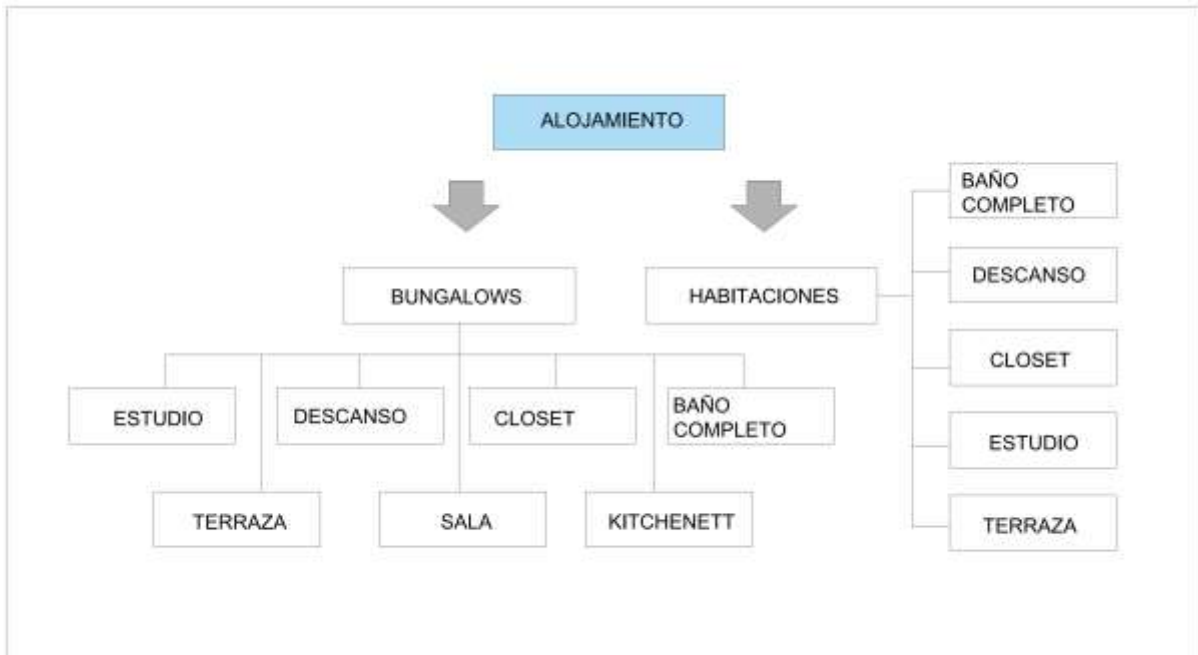 ALOJAMIENTO
BUNGALOWS
HABITACIONES
ESTUDIO
DESCANSO
CLOSET
BAÑO
COMPLETO
TERRAZA
SALA
KITCHENETT
BAÑO
COMPLETO
DESCANSO
CLOSET
ESTUDIO
TERRAZA